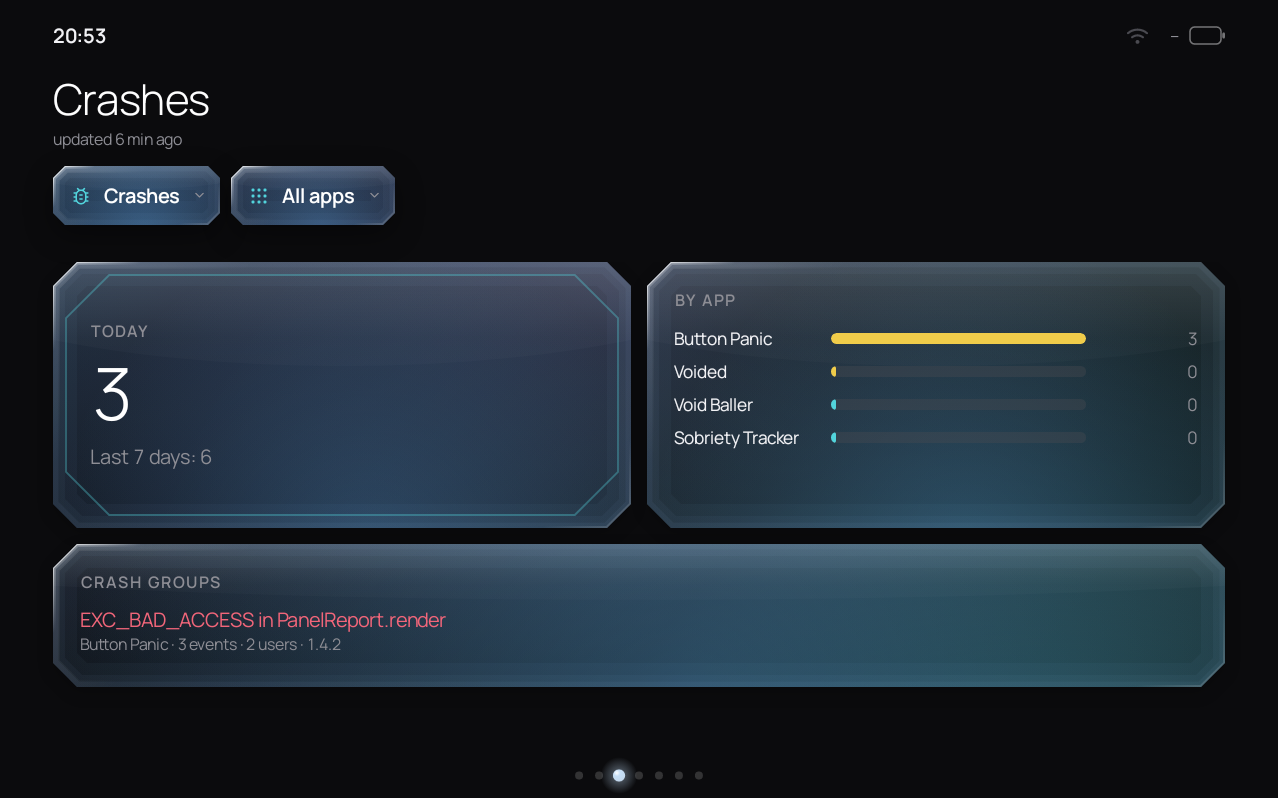 20:53
–
Crashes
updated 6 min ago
Crashes
All apps
TODAY
3
Last 7 days: 6
BY APP
Button Panic 3
Voided 0
Void Baller 0
Sobriety Tracker 0
CRASH GROUPS
EXC_BAD_ACCESS in PanelReport.render
Button Panic · 3 events · 2 users · 1.4.2